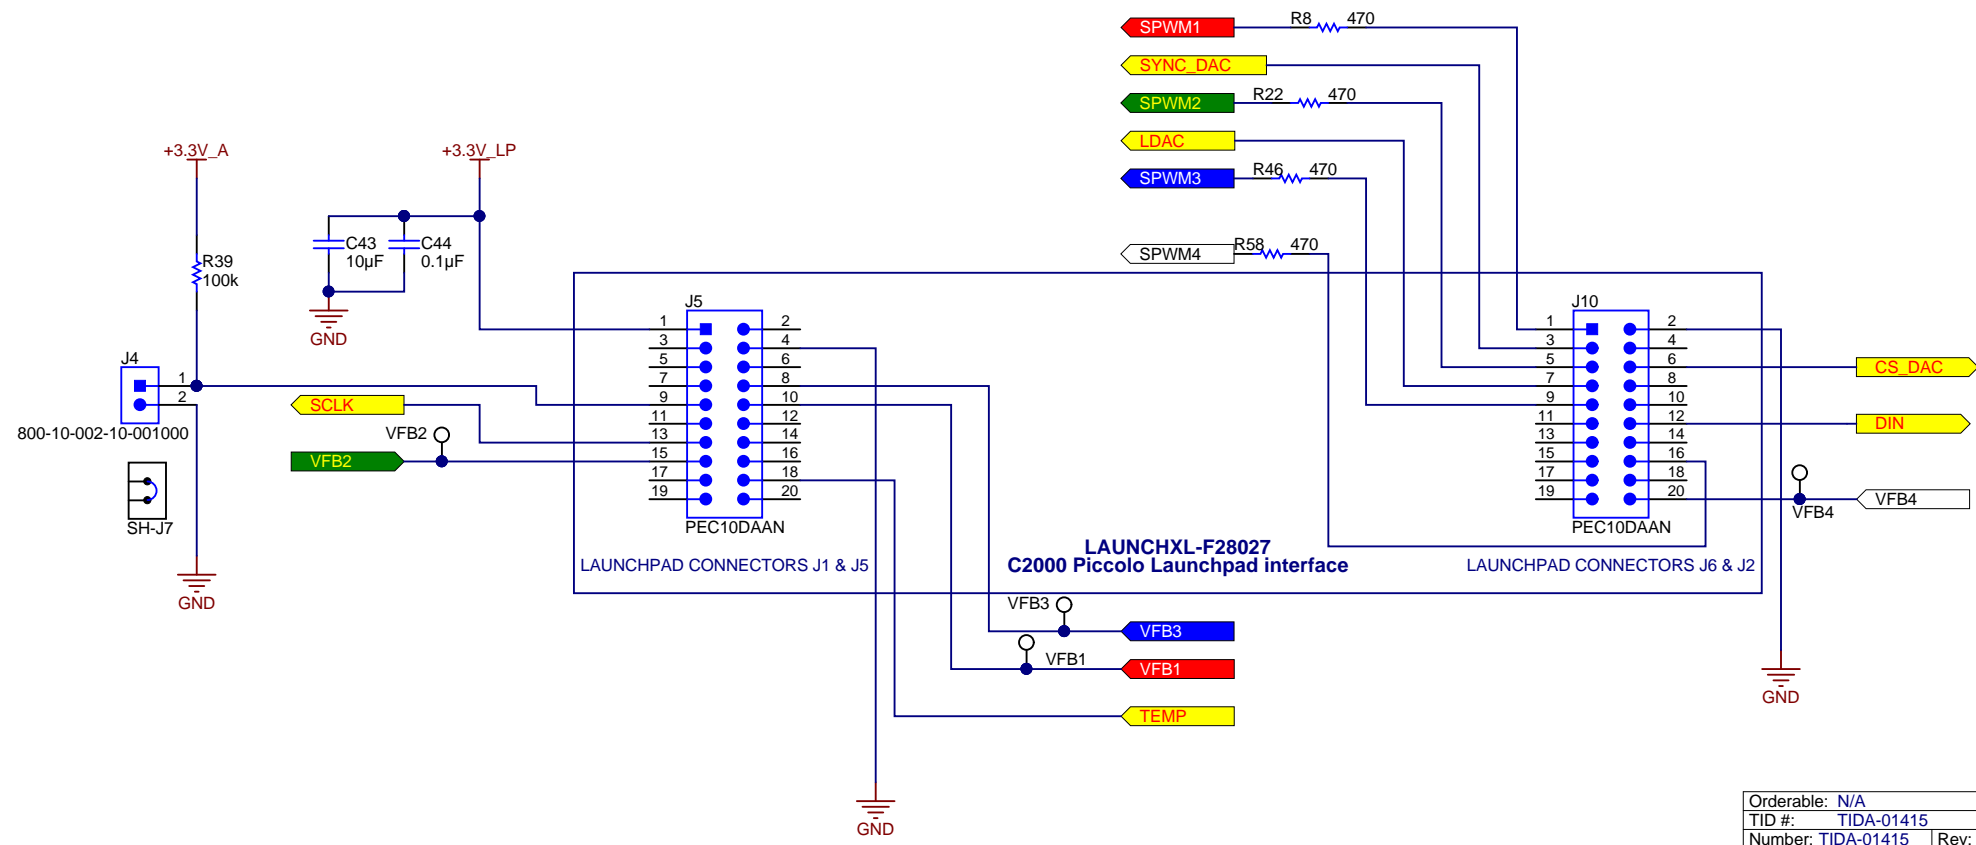 SPWM1 R8 470
SYNC_DAC
SPWM2 R22 470
LDAC
SPWM3 R46 470
SPWM4 R58 470
+3.3V_A
+3.3V_LP
C43
10µF
C44
0.1µF
R39
100k
GND
J4
1
2
800-10-002-10-001000
SH-J7
GND
SCLK
VFB2
VFB2
J5
1 2
3 4
5 6
7 8
9 10
11 12
13 14
15 16
17 18
19 20
PEC10DAAN
LAUNCHPAD CONNECTORS J1 & J5
LAUNCHXL-F28027
C2000 Piccolo Launchpad interface
J10
1 2
3 4
5 6
7 8
9 10
11 12
13 14
15 16
17 18
19 20
PEC10DAAN
LAUNCHPAD CONNECTORS J6 & J2
CS_DAC
DIN
VFB4
VFB4
VFB3
VFB3
VFB1
VFB1
TEMP
GND
GND
Orderable: N/A
TID #: TIDA-01415
Number: TIDA-01415 Rev: